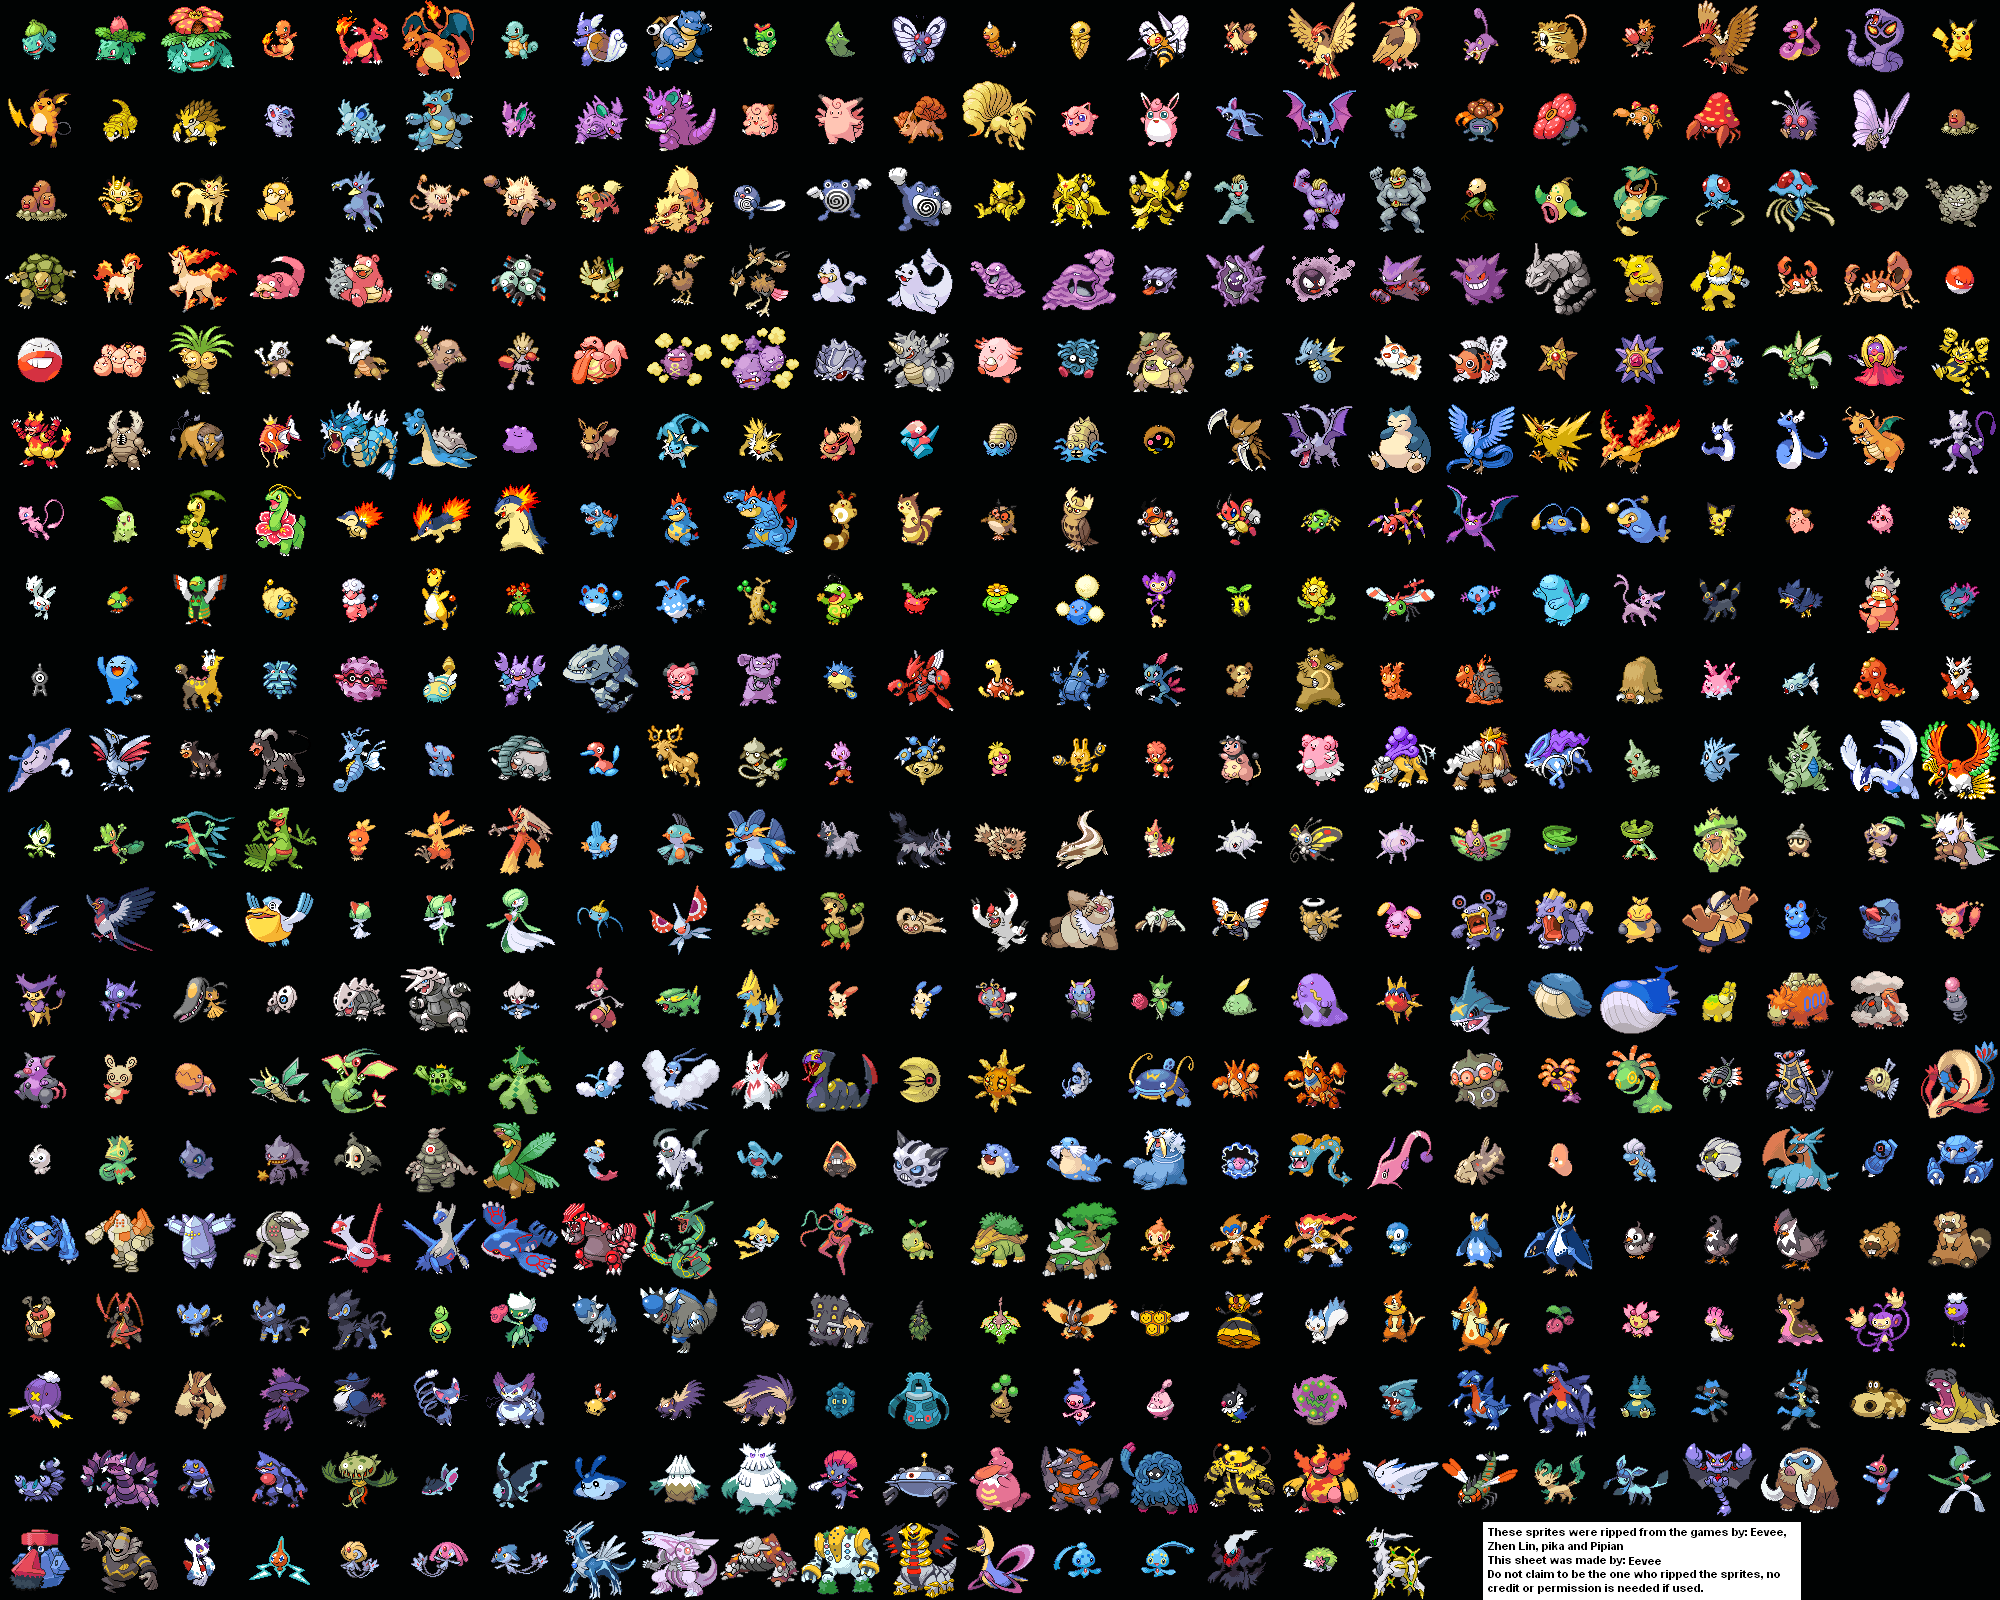 These sprites were ripped from the games by: Eevee,
Zhen Lin, pika and Pipian
This sheet was made by: Eevee
Do not claim to be the one who ripped the sprites, no
credit or permission is needed if used.